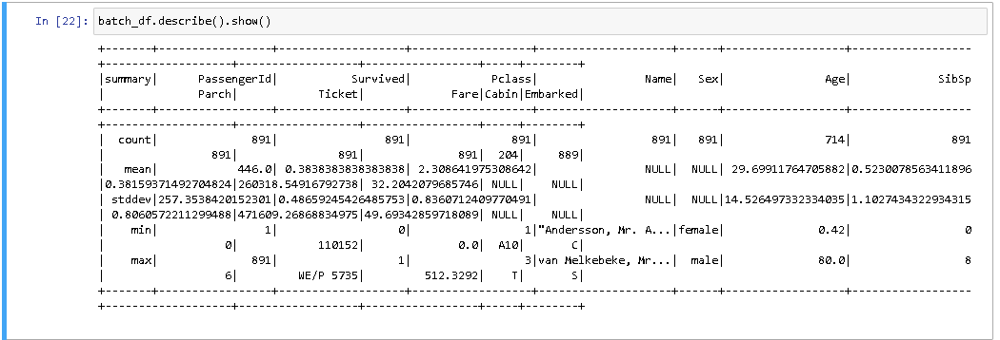 In [22]: batch_df.describe().show()
+-------+-----------------+-------------------+------------------+--------------------+------+------------------+------------------
+-------------------+------------------+-----------------+-----+--------+
|summary|      PassengerId|           Survived|            Pclass|                Name|   Sex|               Age|             SibSp
|              Parch|            Ticket|             Fare|Cabin|Embarked|
+-------+-----------------+-------------------+------------------+--------------------+------+------------------+------------------
+-------------------+------------------+-----------------+-----+--------+
|  count|              891|                891|               891|                 891|   891|               714|               891
|                891|               891|              891|  204|     889|
|   mean|            446.0| 0.3838383838383838| 2.308641975308642|                NULL|  NULL| 29.69911764705882|0.5230078563411896
|0.38159371492704824|260318.54916792738| 32.2042079685746| NULL|    NULL|
| stddev|257.3538420152301|0.48659245426485753|0.8360712409770491|                NULL|  NULL|14.526497332334035|1.1027434322934315
| 0.8060572211299488|471609.26868834975|49.69342859718089| NULL|    NULL|
|    min|                1|                  0|                 1|"Andersson, Mr. A...|female|              0.42|                 0
|                  0|            110152|              0.0|  A10|       C|
|    max|              891|                  1|                 3|van Melkebeke, Mr...|  male|              80.0|                 8
|                  6|         WE/P 5735|         512.3292|    T|       S|
+-------+-----------------+-------------------+------------------+--------------------+------+------------------+------------------
+-------------------+------------------+-----------------+-----+--------+